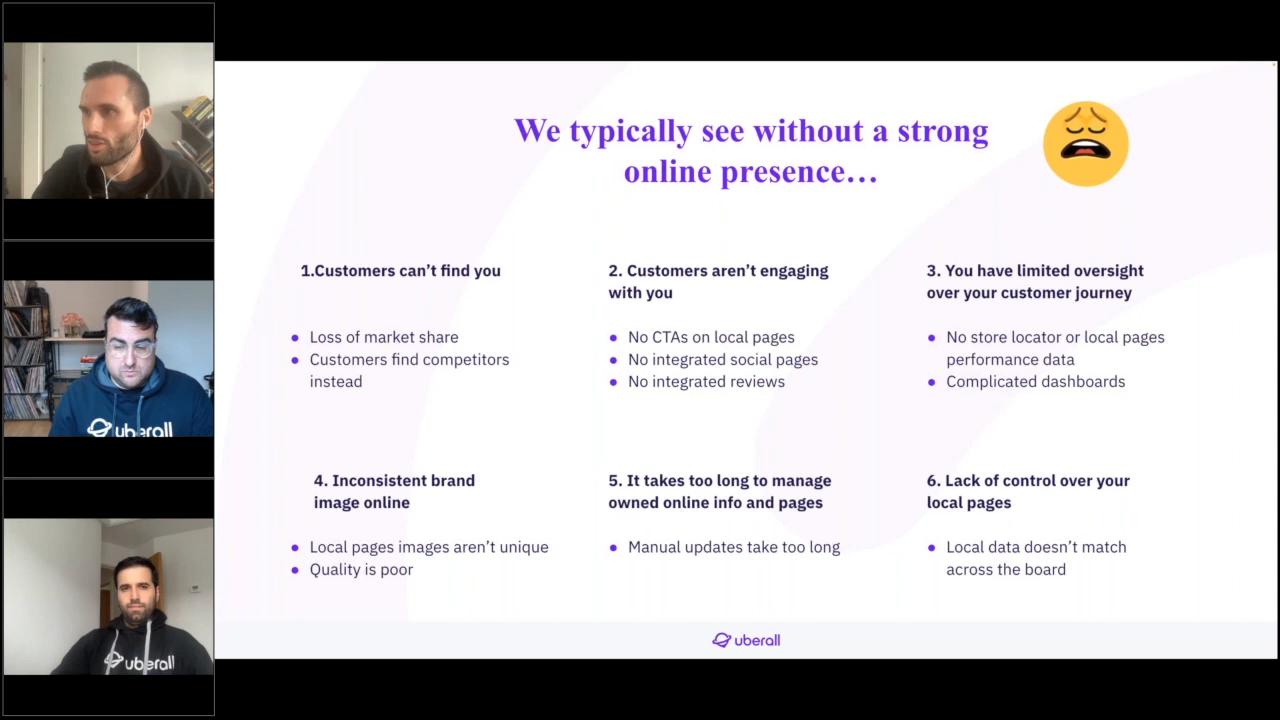 We typically see without a strong
online presence…
1.Customers can’t find you
● Loss of market share
● Customers find competitors
instead
2. Customers aren’t engaging
with you
● No CTAs on local pages
● No integrated social pages
● No integrated reviews
3. You have limited oversight
over your customer journey
● No store locator or local pages
performance data
● Complicated dashboards
4. Inconsistent brand
image online
● Local pages images aren’t unique
● Quality is poor
5. It takes too long to manage
owned online info and pages
● Manual updates take too long
6. Lack of control over your
local pages
● Local data doesn’t match
across the board
uberall
uberall
uberall